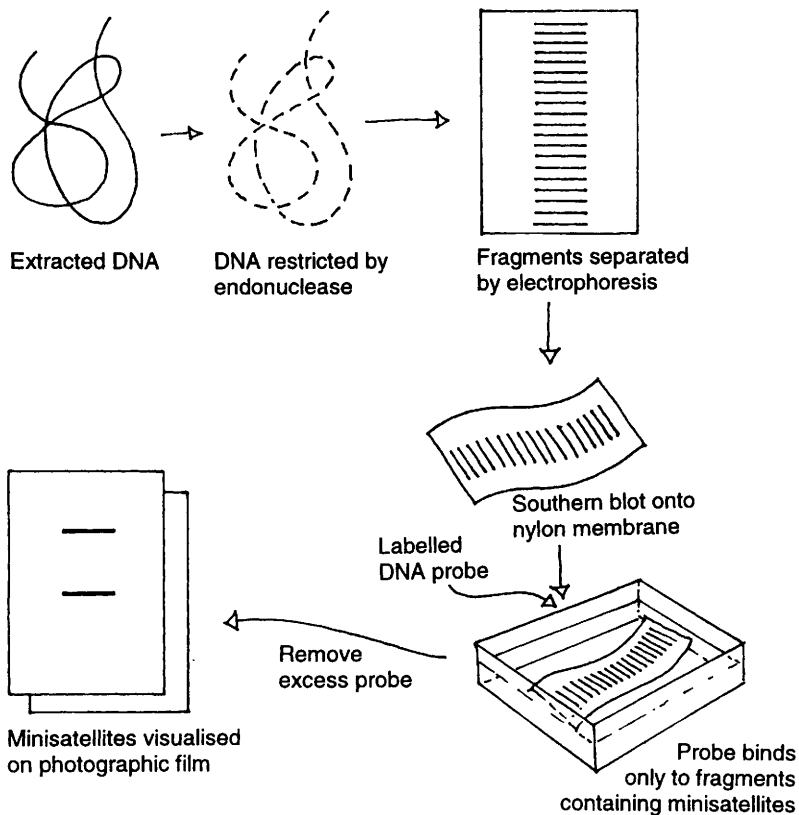 Extracted DNA
DNA restricted by
endonuclease
Fragments separated
by electrophoresis
Southern blot onto
nylon membrane
Labelled
DNA probe
Remove
excess probe
Probe binds
only to fragments
containing minisatellites
Minisatellites visualised
on photographic film